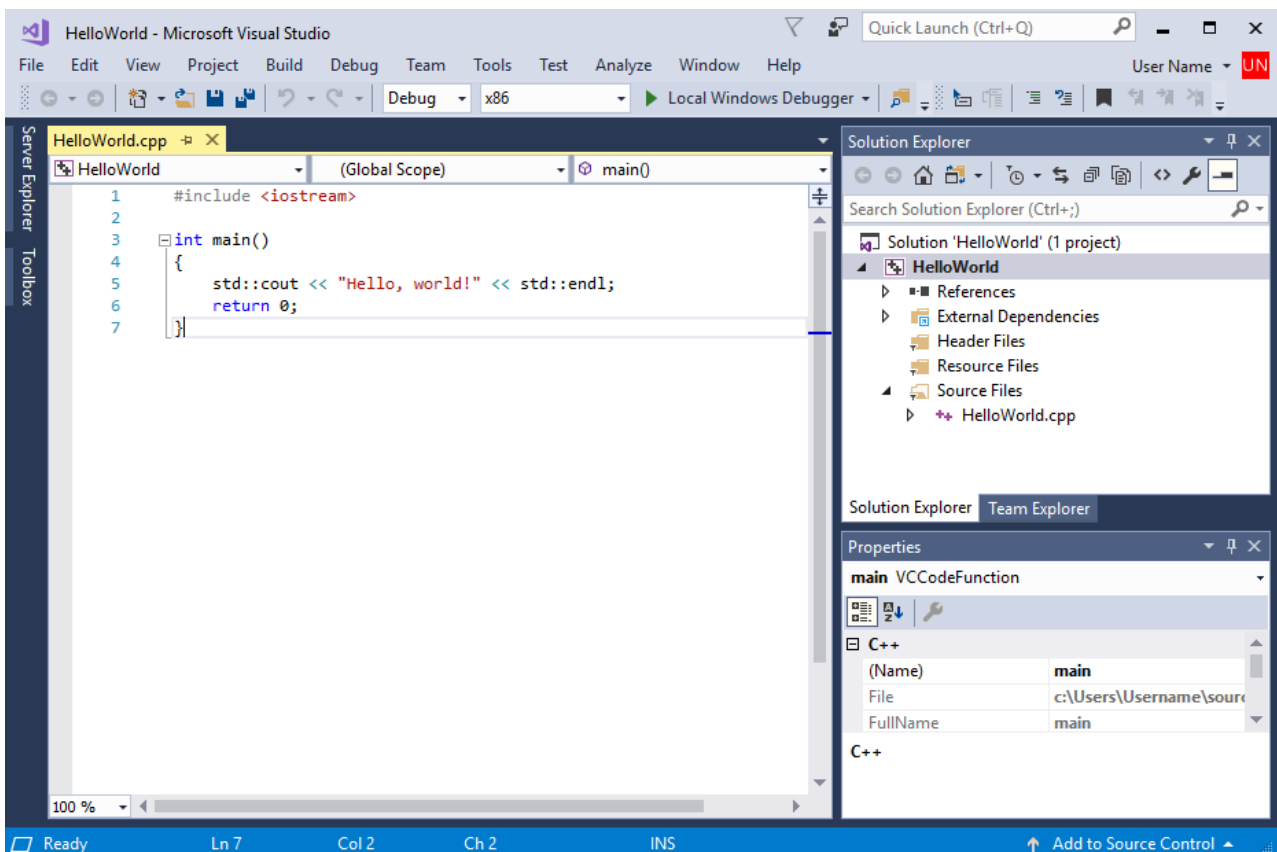 HelloWorld - Microsoft Visual Studio
Quick Launch (Ctrl+Q)
File Edit View Project Build Debug Team Tools Test Analyze Window Help
User Name UN
Debug x86 Local Windows Debugger
Server Explorer
Toolbox
HelloWorld.cpp
HelloWorld (Global Scope) main()
1 #include <iostream>
2
3 int main()
4 {
5 std::cout << "Hello, world!" << std::endl;
6 return 0;
7 }
100 %
Solution Explorer
Search Solution Explorer (Ctrl+;)
Solution 'HelloWorld' (1 project)
HelloWorld
References
External Dependencies
Header Files
Resource Files
Source Files
++ HelloWorld.cpp
Solution Explorer Team Explorer
Properties
main VCCodeFunction
C++
(Name) main
File c:\Users\Username\sourc
FullName main
C++
Ready Ln 7 Col 2 Ch 2 INS Add to Source Control